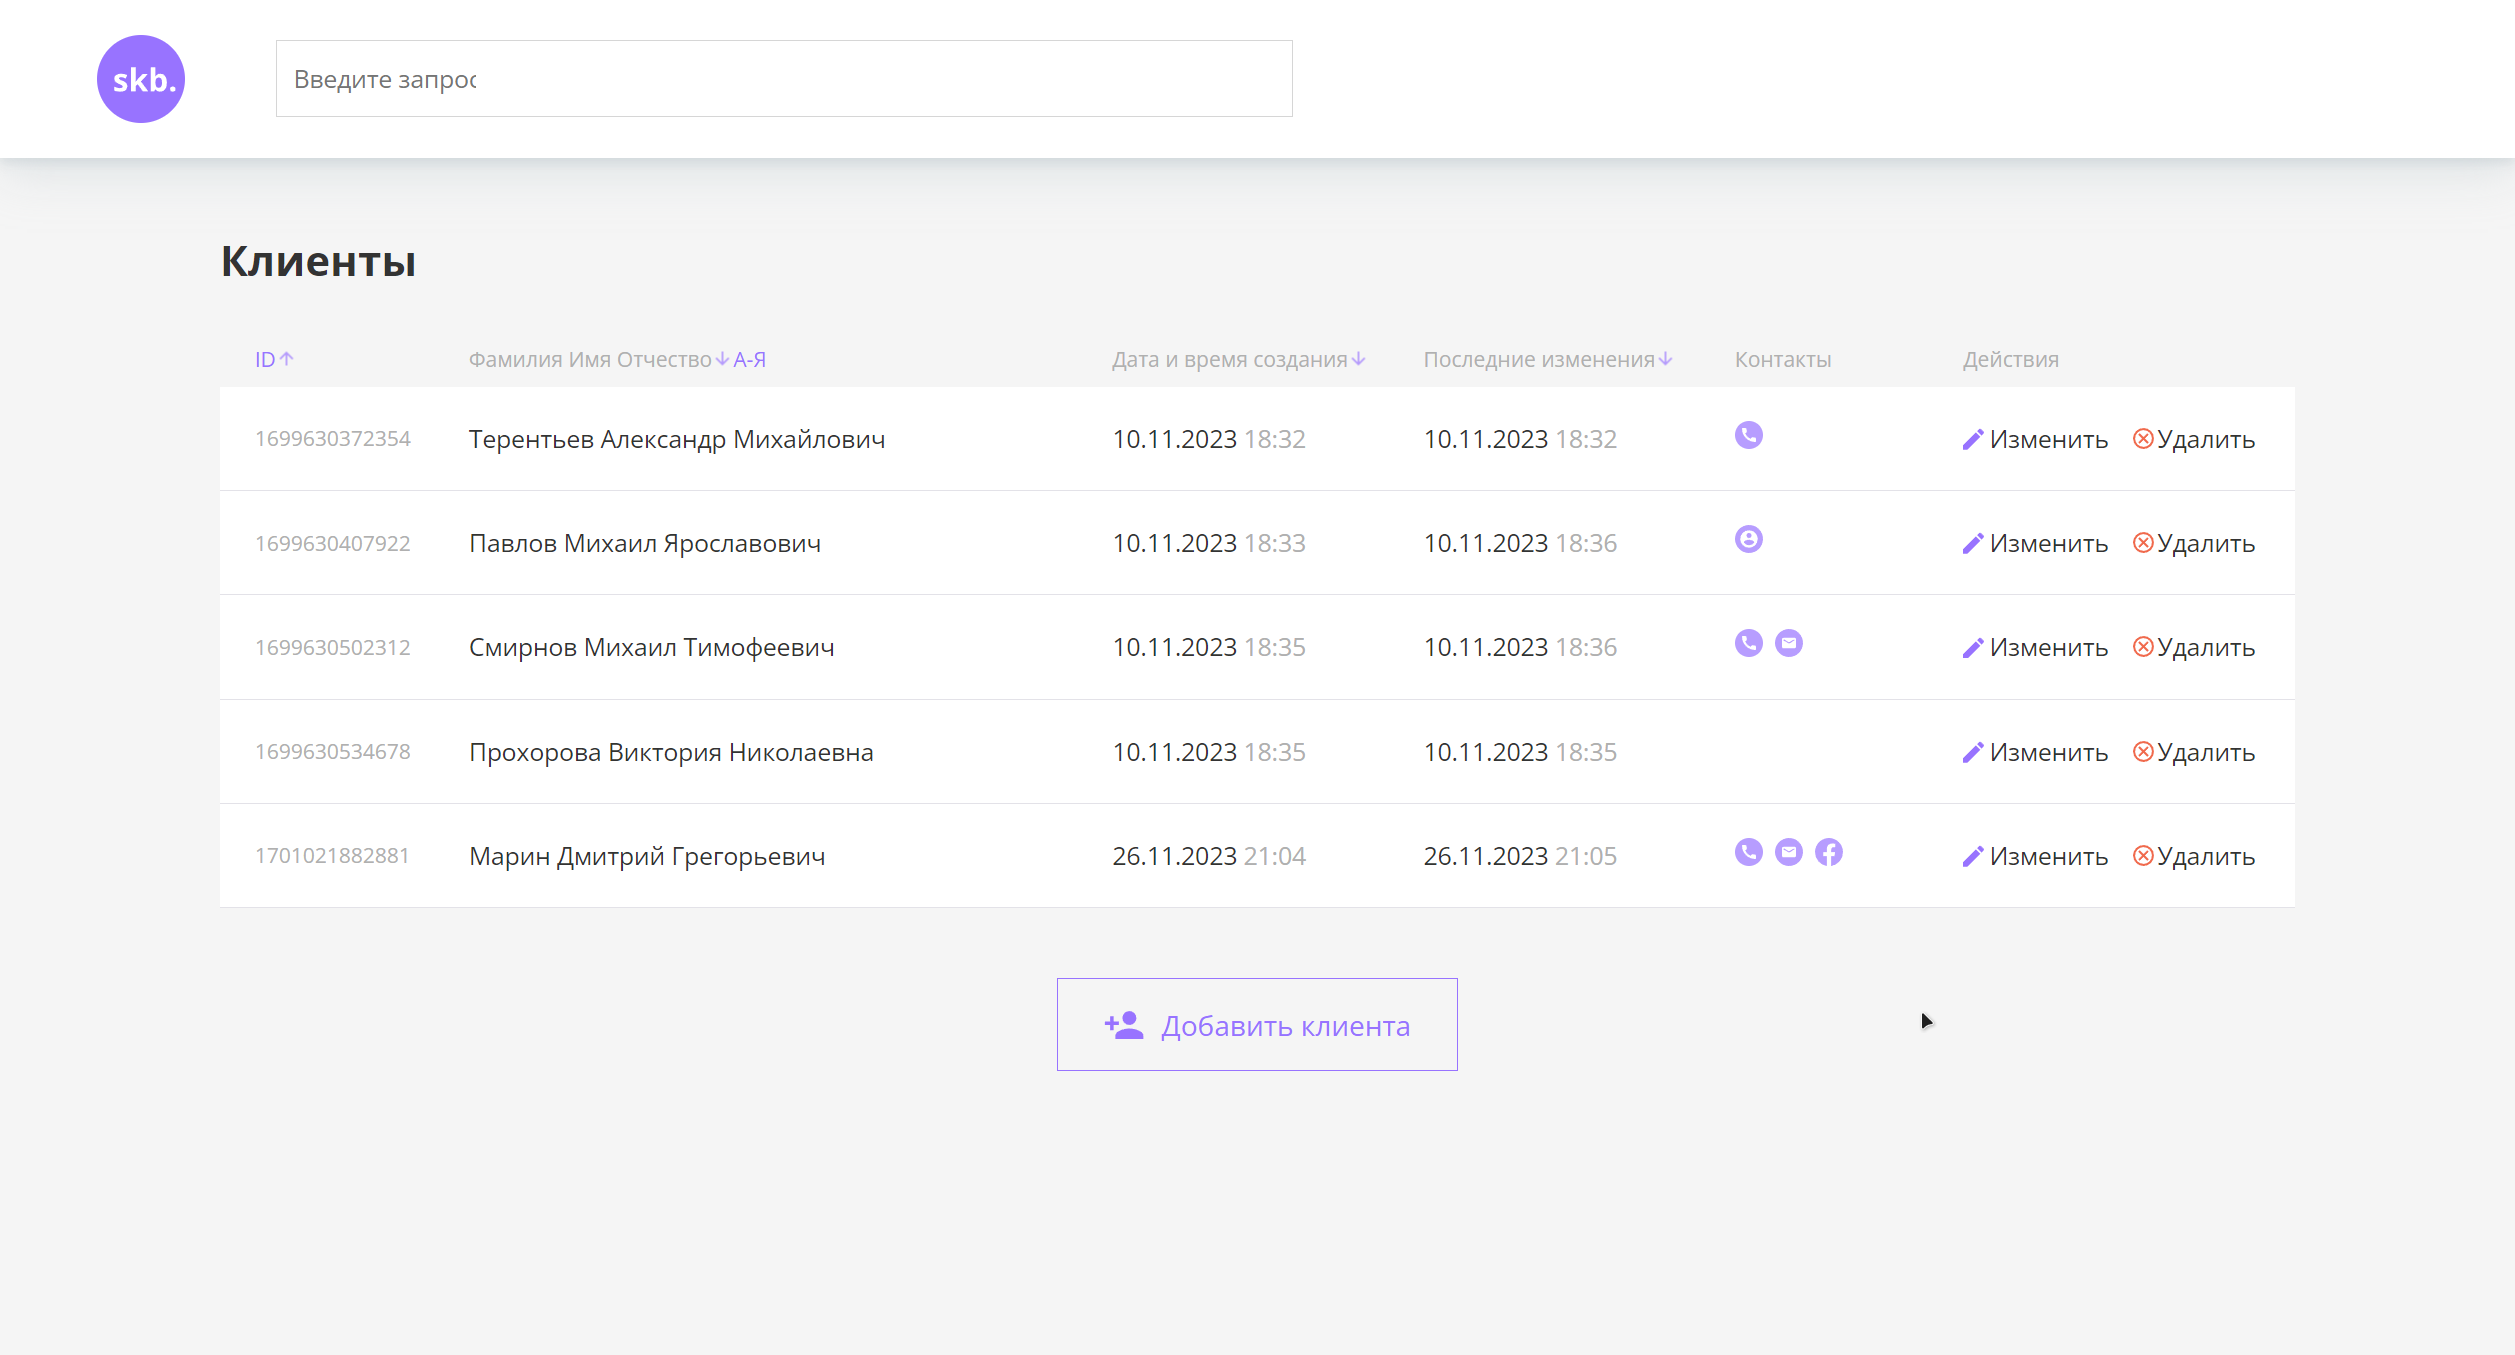 skb.
Введите запрос
Клиенты
ID Фамилия Имя Отчество А-Я Дата и время создания Последние изменения Контакты Действия
1699630372354 Терентьев Александр Михайлович 10.11.2023 18:32 10.11.2023 18:32 Изменить Удалить
1699630407922 Павлов Михаил Ярославович 10.11.2023 18:33 10.11.2023 18:36 Изменить Удалить
1699630502312 Смирнов Михаил Тимофеевич 10.11.2023 18:35 10.11.2023 18:36 Изменить Удалить
1699630534678 Прохорова Виктория Николаевна 10.11.2023 18:35 10.11.2023 18:35 Изменить Удалить
1701021882881 Марин Дмитрий Грегорьевич 26.11.2023 21:04 26.11.2023 21:05 Изменить Удалить
Добавить клиента